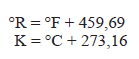 °R = °F + 459,69
K = °C + 273,16